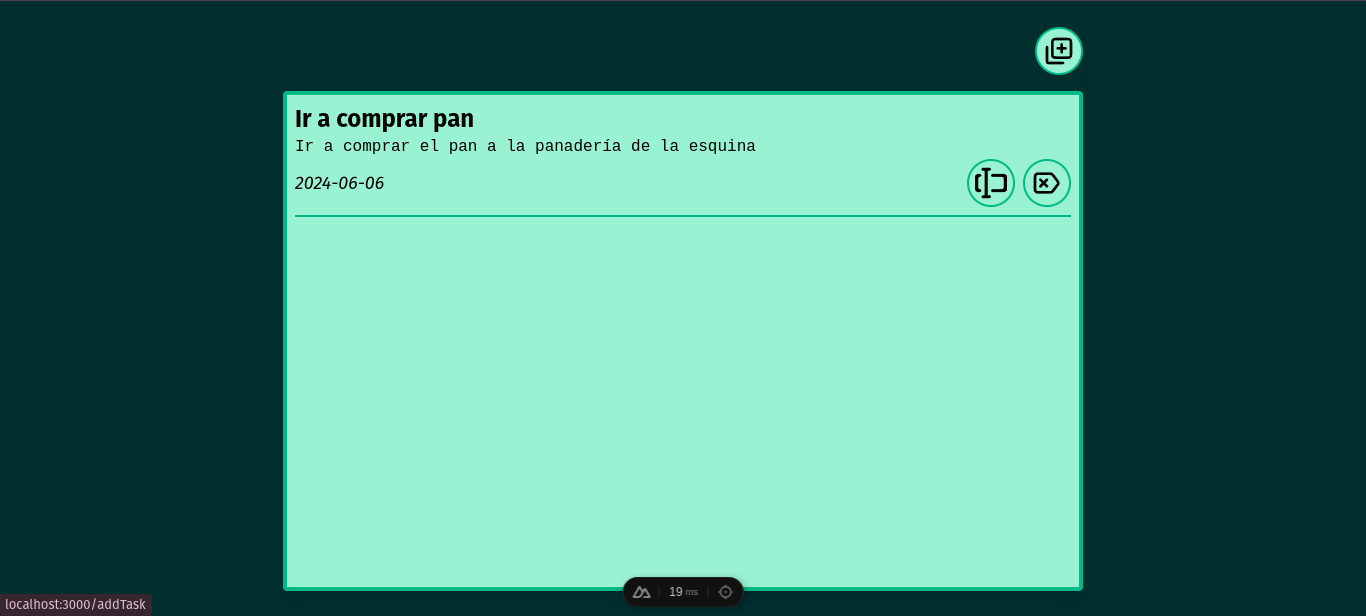 Ir a comprar pan
Ir a comprar el pan a la panadería de la esquina
2024-06-06
19 ms
localhost:3000/addTask